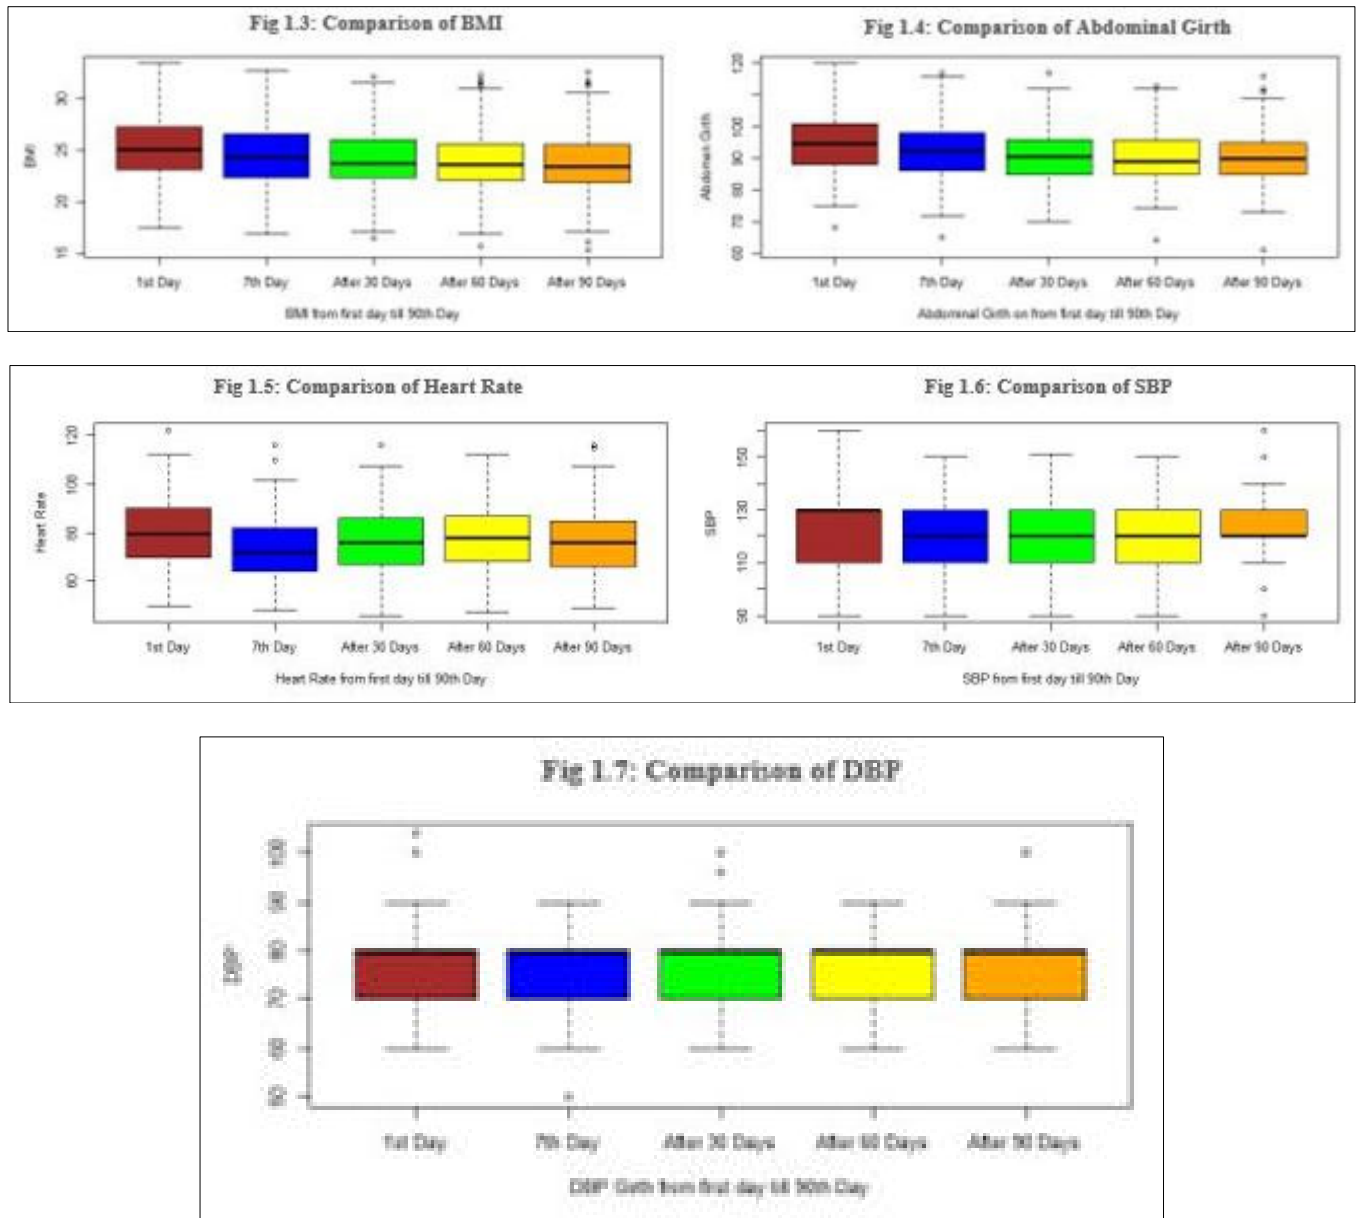 Fig 1.3: Comparison of BMI
BMI
30
25
20
15
1st Day 7th Day After 30 Days After 60 Days After 90 Days
BMI from first day till 90th Day
Fig 1.4: Comparison of Abdominal Girth
Abdomen Girth
120
100
90
80
70
60
1st Day 7th Day After 30 Days After 60 Days After 90 Days
Abdominal Girth on from first day till 90th Day
Fig 1.5: Comparison of Heart Rate
Heart Rate
120
100
80
60
1st Day 7th Day After 30 Days After 60 Days After 90 Days
Heart Rate from first day till 90th Day
Fig 1.6: Comparison of SBP
SBP
150
130
110
90
1st Day 7th Day After 30 Days After 60 Days After 90 Days
SBP from first day till 90th Day
Fig 1.7: Comparison of DBP
DBP
100
90
80
70
60
50
1st Day 7th Day After 30 Days After 60 Days After 90 Days
DBP Girth from first day till 90th Day